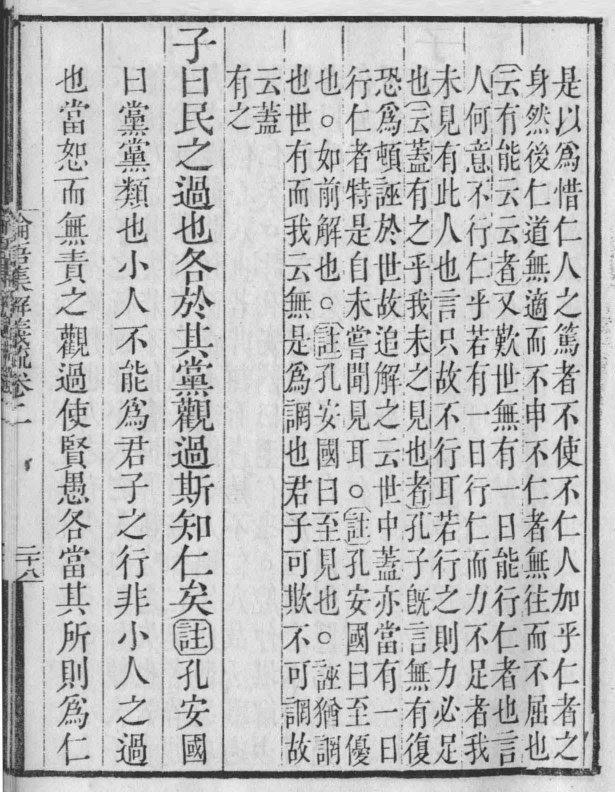 是以爲惜仁人之篤者不使不仁人加乎仁者之
身然後仁道無適而不申不仁者無往而不屈也
云有能云云者又歎世無有一日能行仁者也言
人何意不行仁乎若有一日行仁而力不足者我
未見有此人也言只故不行耳若行之則力必足
也云蓋有之乎我未之見也者孔子既言無有復
恐爲頓誣於世故追解之云世中蓋亦當有一日
行仁者特是自未嘗聞見耳○註孔安國曰至優
也○如前解也○註孔安國曰至見也○誣猶調
也世有而我云無是爲調也君子可欺不可調故
云蓋
有之
子曰民之過也各於其黨觀過斯知仁矣註孔安國
曰黨黨類也小人不能爲君子之行非小人之過
也當恕而無責之觀過使賢愚各當其所則爲仁
論語集解義疏卷二
二十八